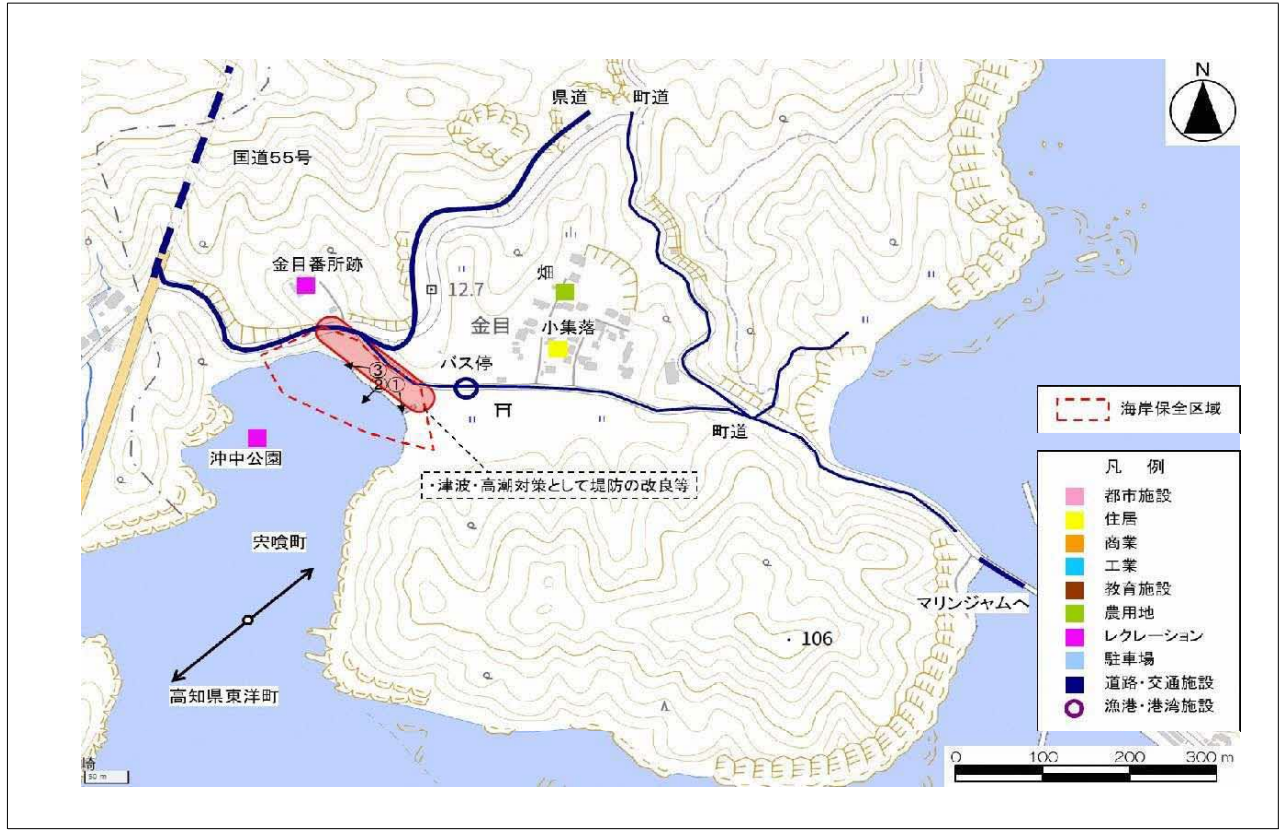 N
県道 町道
国道55号
金目番所跡
畑
12.7
金目
小集落
バス停
③
②①
町道
沖中公園
・津波・高潮対策として堤防の改良等
宍喰町
高知県東洋町
106
マリンジャムへ
海岸保全区域
凡 例
都市施設
住居
商業
工業
教育施設
農用地
レクレーション
駐車場
道路・交通施設
漁港・港湾施設
0 100 200 300 m
崎
50 m